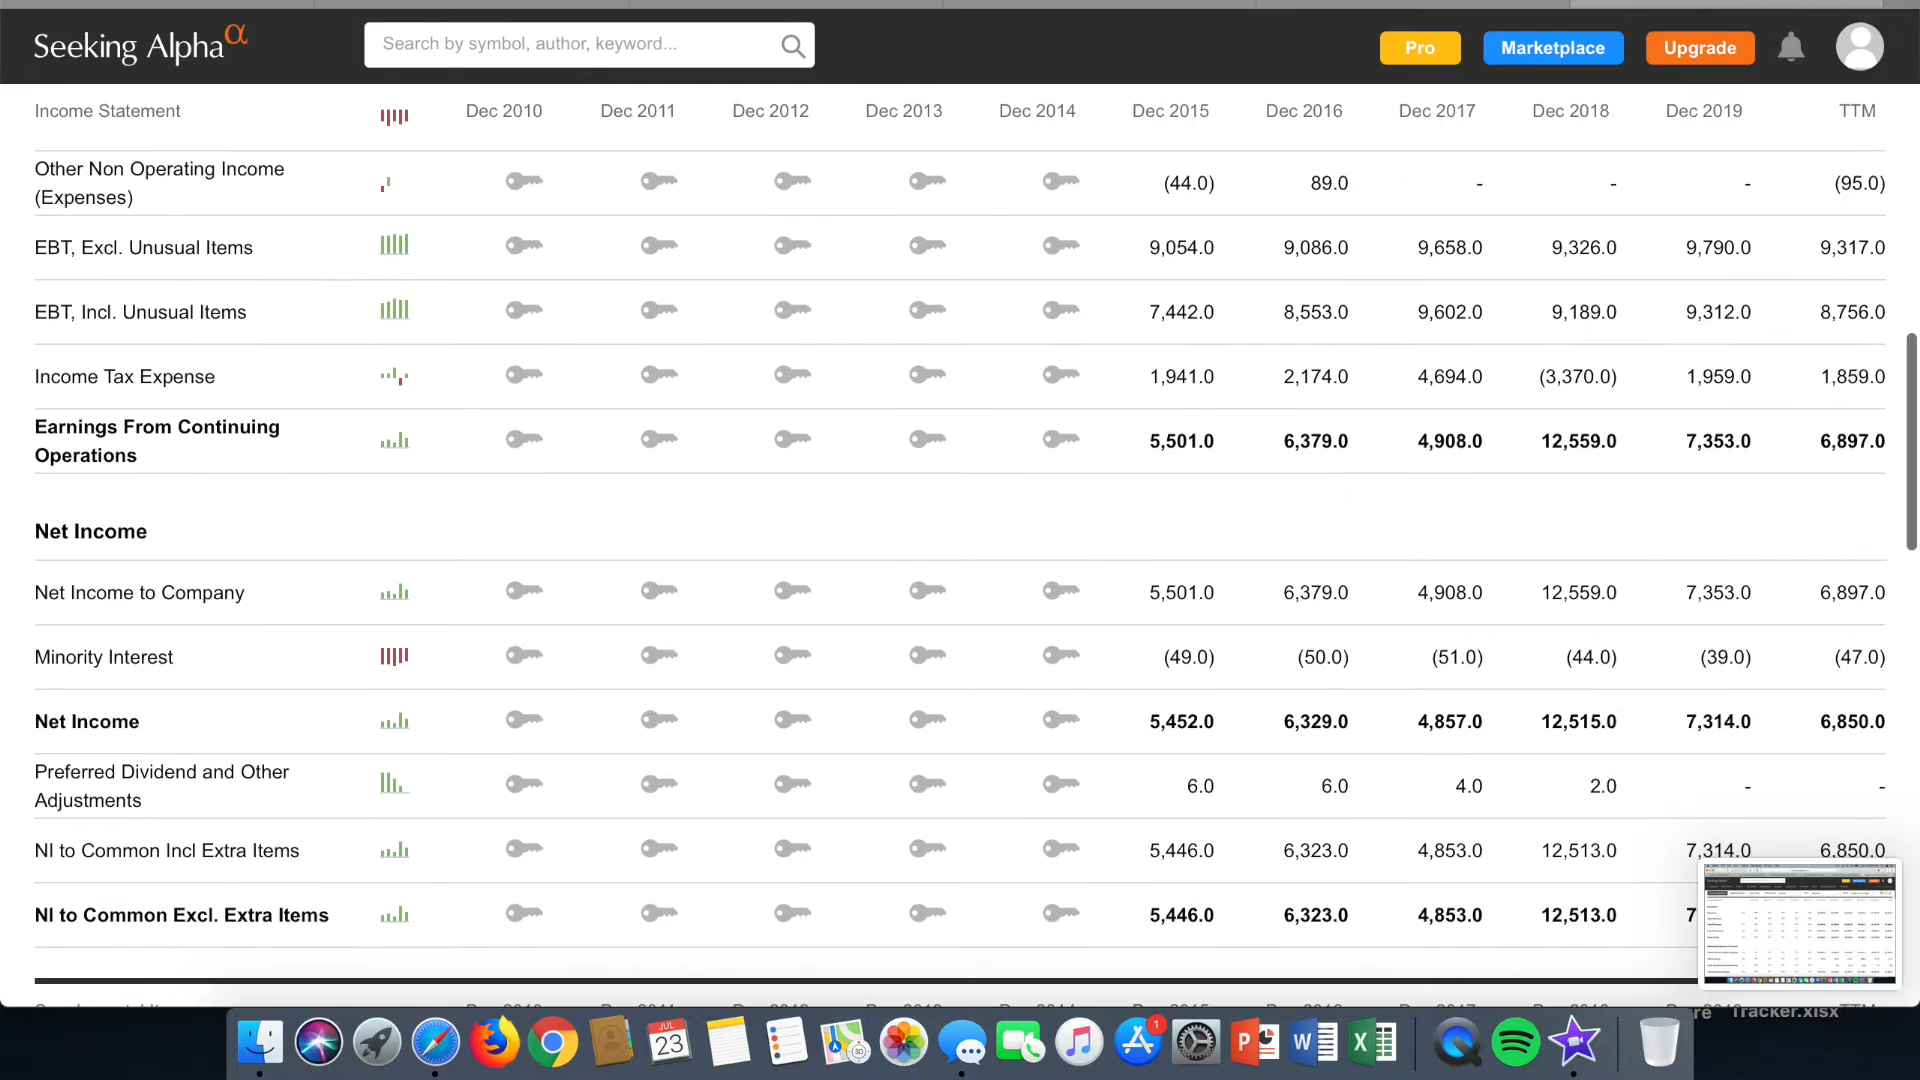 Seeking Alpha α Search by symbol, author, keyword... Pro Marketplace Upgrade
Income Statement Dec 2010 Dec 2011 Dec 2012 Dec 2013 Dec 2014 Dec 2015 Dec 2016 Dec 2017 Dec 2018 Dec 2019 TTM
Other Non Operating Income
(Expenses) (44.0) 89.0 - - - (95.0)
EBT, Excl. Unusual Items 9,054.0 9,086.0 9,658.0 9,326.0 9,790.0 9,317.0
EBT, Incl. Unusual Items 7,442.0 8,553.0 9,602.0 9,189.0 9,312.0 8,756.0
Income Tax Expense 1,941.0 2,174.0 4,694.0 (3,370.0) 1,959.0 1,859.0
Earnings From Continuing
Operations 5,501.0 6,379.0 4,908.0 12,559.0 7,353.0 6,897.0
Net Income
Net Income to Company 5,501.0 6,379.0 4,908.0 12,559.0 7,353.0 6,897.0
Minority Interest (49.0) (50.0) (51.0) (44.0) (39.0) (47.0)
Net Income 5,452.0 6,329.0 4,857.0 12,515.0 7,314.0 6,850.0
Preferred Dividend and Other
Adjustments 6.0 6.0 4.0 2.0 - -
NI to Common Incl Extra Items 5,446.0 6,323.0 4,853.0 12,513.0 7,314.0 6,850.0
NI to Common Excl. Extra Items 5,446.0 6,323.0 4,853.0 12,513.0 7
Tracker.xlsx
JUL
23
1
3D
P W X